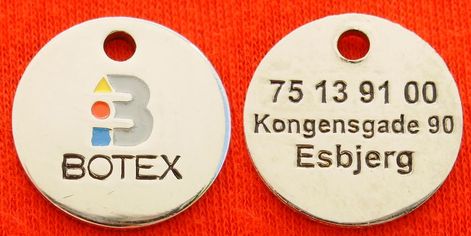 BOTEX
75 13 91 00
Kongensgade 90
Esbjerg